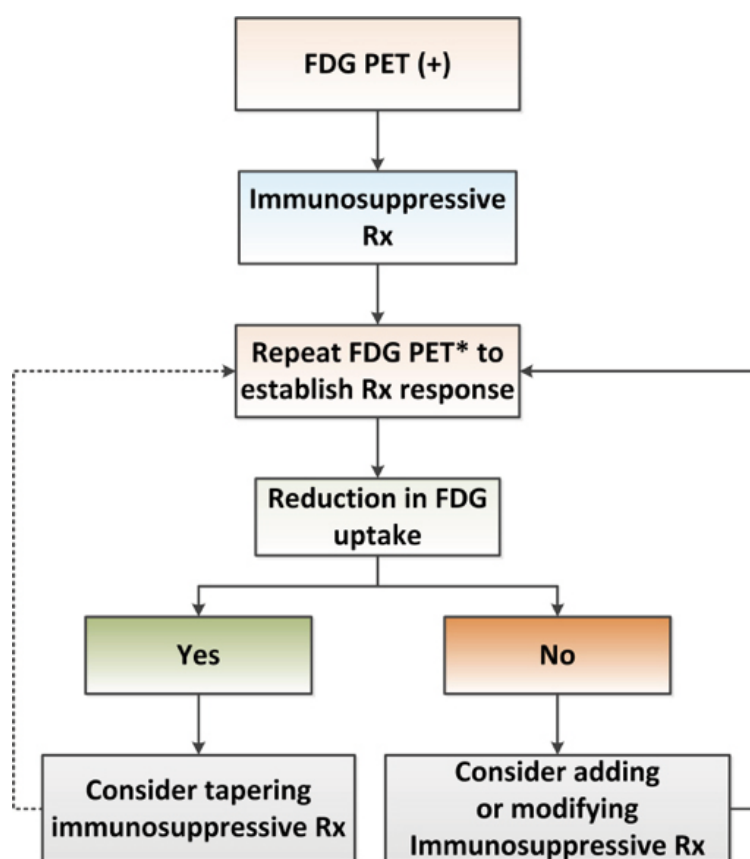 FDG PET (+)
Immunosuppressive
Rx
Repeat FDG PET* to
establish Rx response
Reduction in FDG
uptake
Yes
No
Consider tapering
immunosuppressive Rx
Consider adding
or modifying
Immunosuppressive Rx